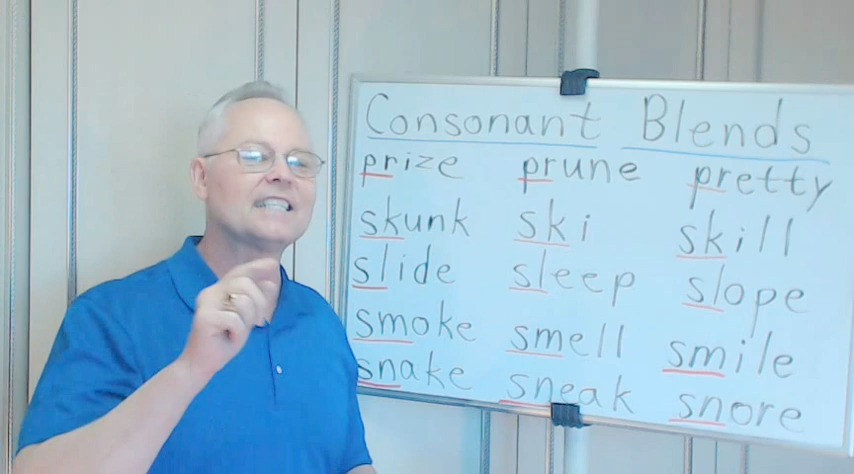 Consonant Blends
prize prune pretty
skunk ski skill
slide sleep slope
smoke smell smile
snake sneak snore